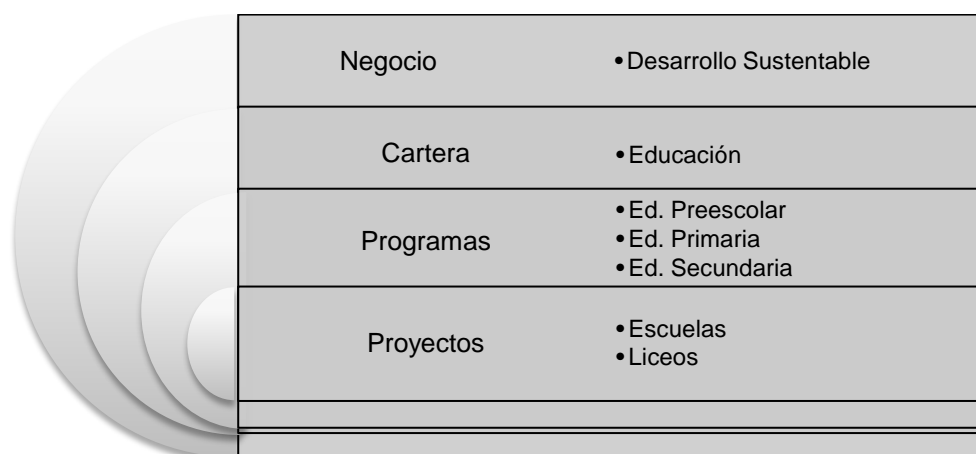 Negocio
•Desarrollo Sustentable
Cartera
•Educación
Programas
•Ed. Preescolar
•Ed. Primaria
•Ed. Secundaria
Proyectos
•Escuelas
•Liceos